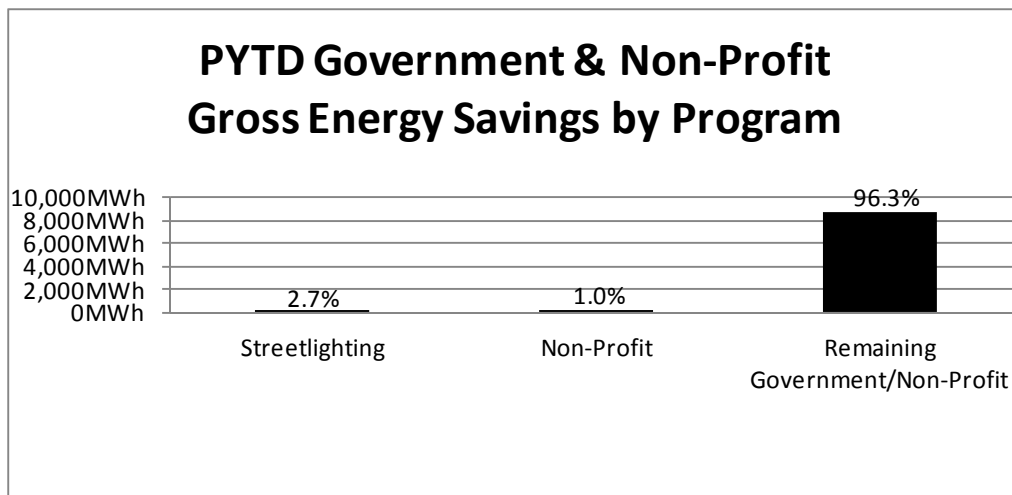 PYTD Government & Non-Profit
Gross Energy Savings by Program
10,000MWh
8,000MWh
6,000MWh
4,000MWh
2,000MWh
0MWh
2.7%
1.0%
96.3%
Streetlighting
Non-Profit
Remaining
Government/Non-Profit